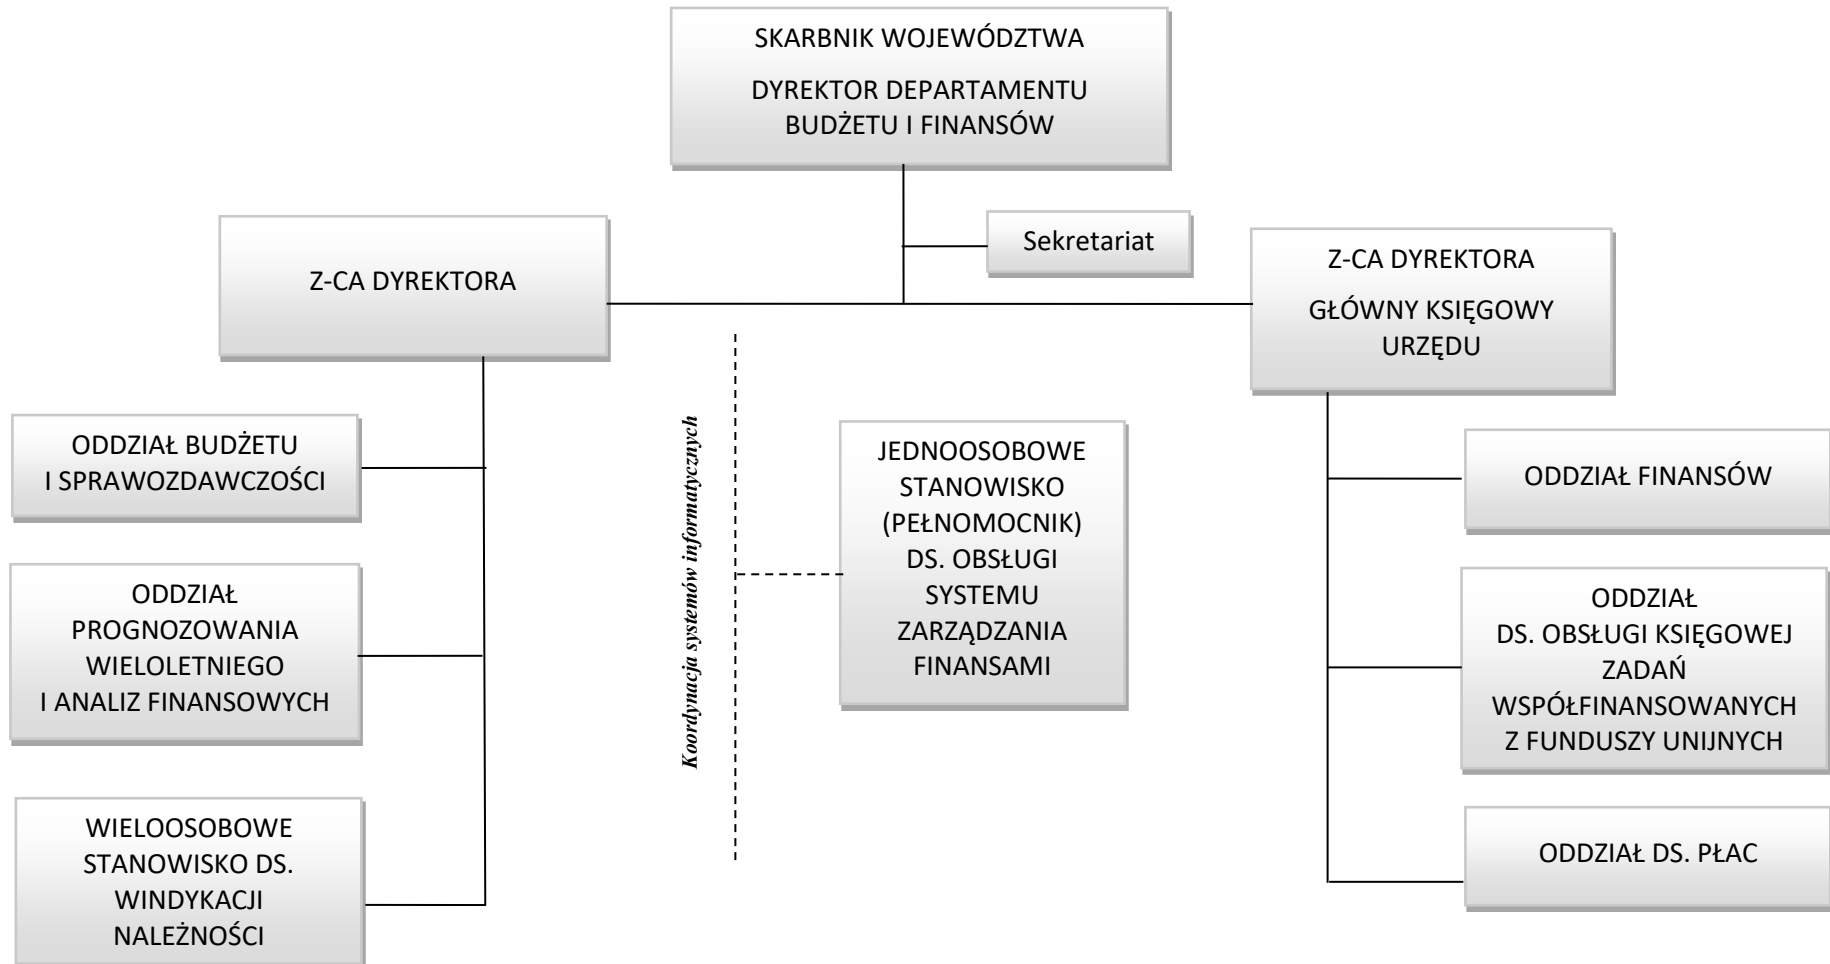 SKARBNIK WOJEWÓDZTWA
DYREKTOR DEPARTAMENTU
BUDŻETU I FINANSÓW
Sekretariat
Z-CA DYREKTORA
Z-CA DYREKTORA
GŁÓWNY KSIĘGOWY
URZĘDU
ODDZIAŁ BUDŻETU
I SPRAWOZDAWCZOŚCI
ODDZIAŁ
PROGNOZOWANIA
WIELOLETNIEGO
I ANALIZ FINANSOWYCH
WIELOOSOBOWE
STANOWISKO DS.
WINDYKACJI
NALEŻNOŚCI
Koordynacja systemów informatycznych
JEDNOOSOBOWE
STANOWISKO
(PEŁNOMOCNIK)
DS. OBSŁUGI
SYSTEMU
ZARZĄDZANIA
FINANSAMI
ODDZIAŁ FINANSÓW
ODDZIAŁ
DS. OBSŁUGI KSIĘGOWEJ
ZADAŃ
WSPÓŁFINANSOWANYCH
Z FUNDUSZY UNIJNYCH
ODDZIAŁ DS. PŁAC